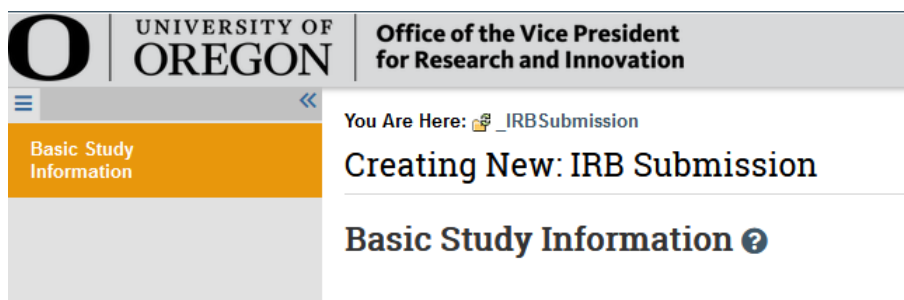 O
UNIVERSITY OF
OREGON
Office of the Vice President
for Research and Innovation
Basic Study
Information
You Are Here: _IRBSubmission
Creating New: IRB Submission
Basic Study Information ?